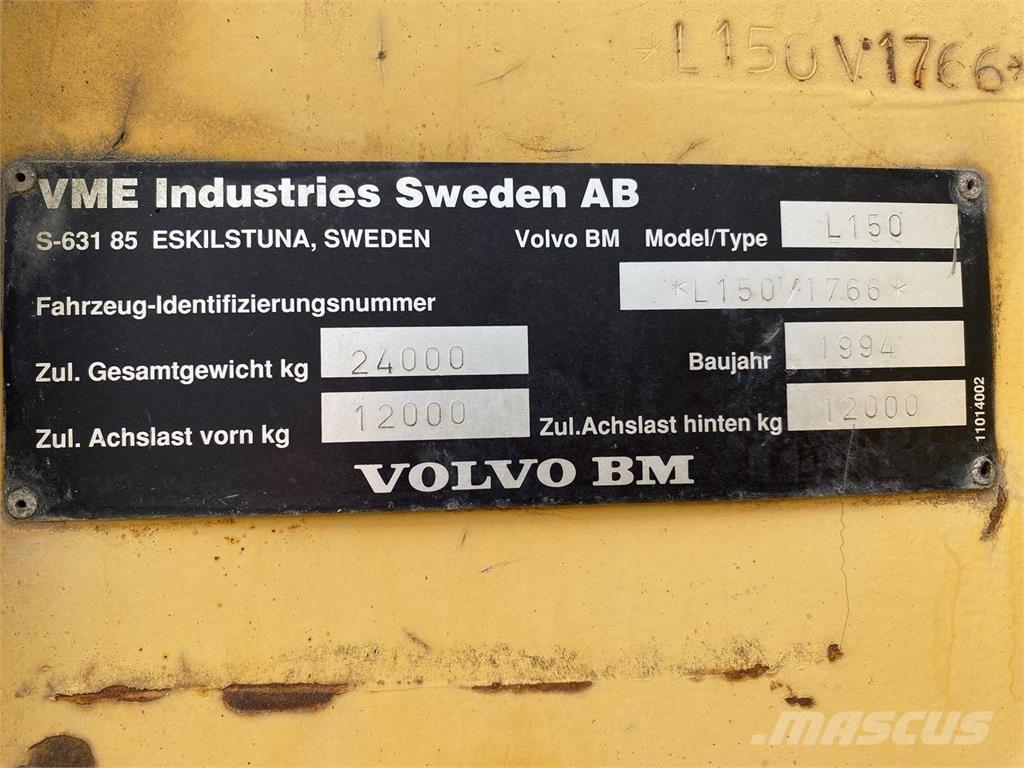 *L150V1766*
VME Industries Sweden AB
S-631 85 ESKILSTUNA, SWEDEN Volvo BM Model/Type L150
Fahrzeug-Identifizierungsnummer *L150V1766*
Zul. Gesamtgewicht kg 24000 Baujahr 1994
Zul. Achslast vorn kg 12000 Zul.Achslast hinten kg 12000
11014002
VOLVO BM
MASCUS